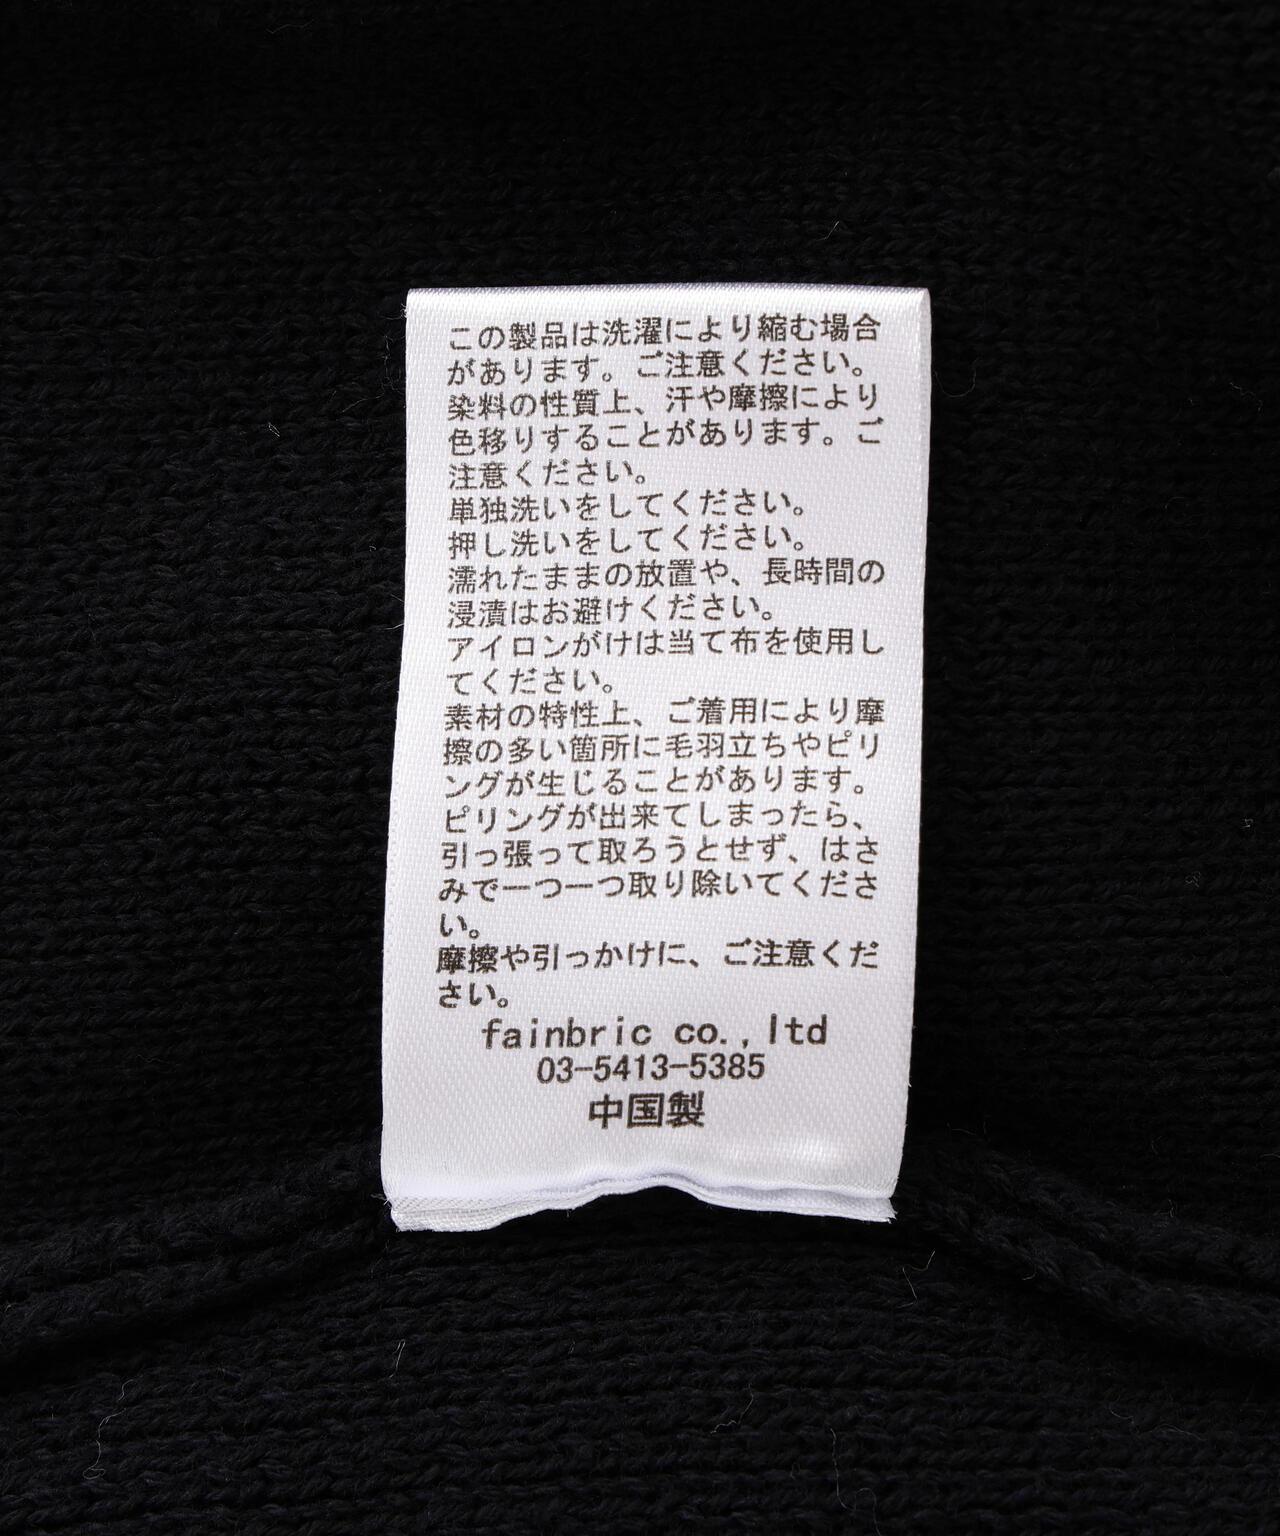 この製品は洗濯により縮む場合
があります。ご注意ください。
染料の性質上、汗や摩擦により
色移りすることがあります。ご
注意ください。
単独洗いをしてください。
押し洗いをしてください。
濡れたままの放置や、長時間の
浸漬はお避けください。
アイロンがけは当て布を使用し
てください。
素材の特性上、ご着用により摩
擦の多い箇所に毛羽立ちやピリ
ングが生じることがあります。
ピリングが出来てしまったら、
引っ張って取ろうとせず、はさ
みで一つ一つ取り除いてくださ
い。
摩擦や引っかけに、ご注意くだ
さい。
fainbric co.,ltd
03-5413-5385
中国製